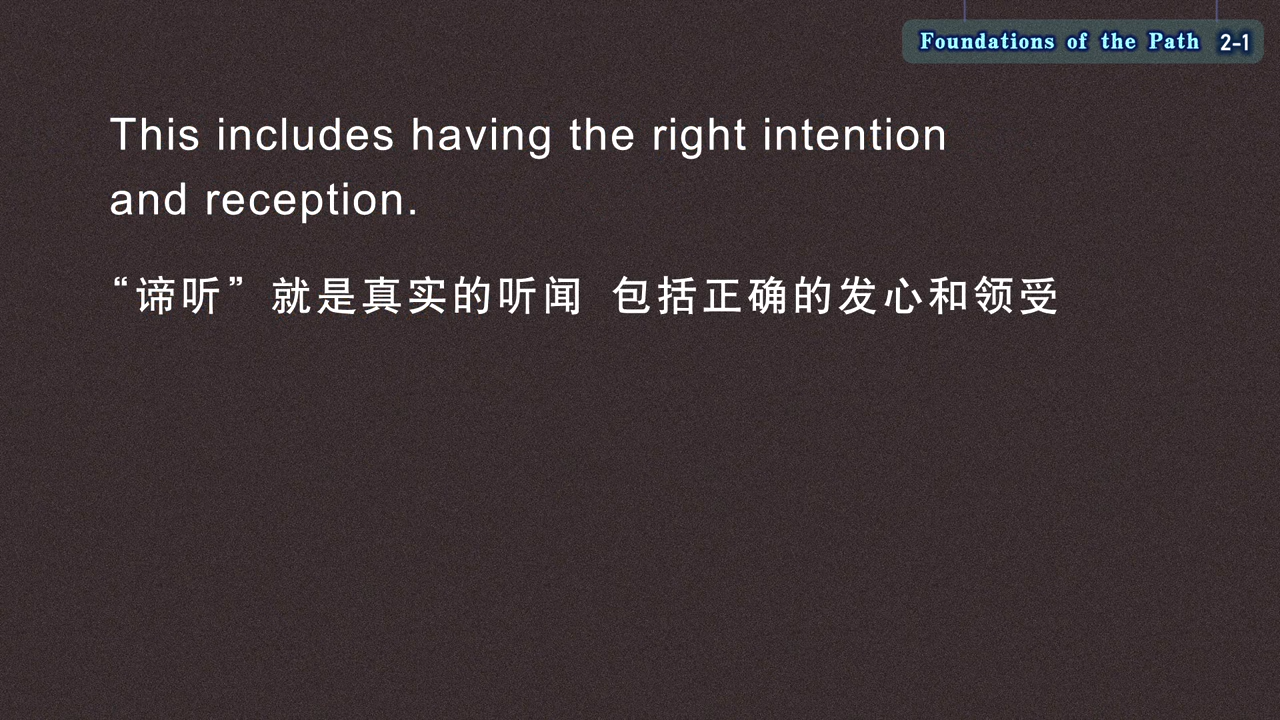 Foundations of the Path 2-1
This includes having the right intention
and reception.
“谛听”就是真实的听闻 包括正确的发心和领受